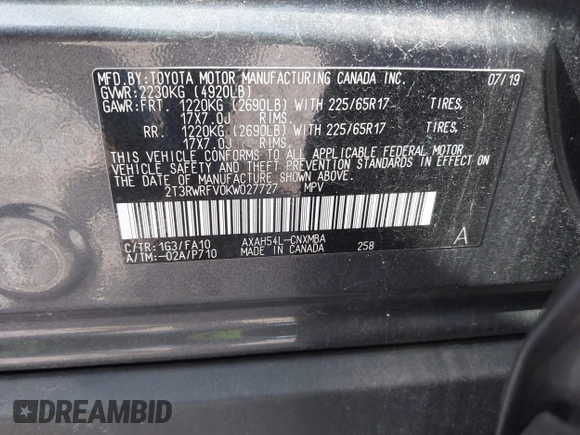 MFD.BY:TOYOTA MOTOR MANUFACTURING CANADA INC. 07/19
GVWR:2230KG (4920LB)
GAWR:FRT. 1220KG (2690LB) WITH 225/65R17 TIRES.
17X7.0J RIMS.
RR. 1220KG (2690LB) WITH 225/65R17 TIRES.
17X7.0J RIMS.
THIS VEHICLE CONFORMS TO ALL APPLICABLE FEDERAL MOTOR
VEHICLE SAFETY AND THEFT PREVENTION STANDARDS IN EFFECT ON
THE DATE OF MANUFACTURE SHOWN ABOVE.
2T3RWRFV0KW027727 MPV
C/TR:1G3/FA10 AXAH54L-CNXMBA
A/TM:-02A/P710 MADE IN CANADA 258 A
DREAMBID